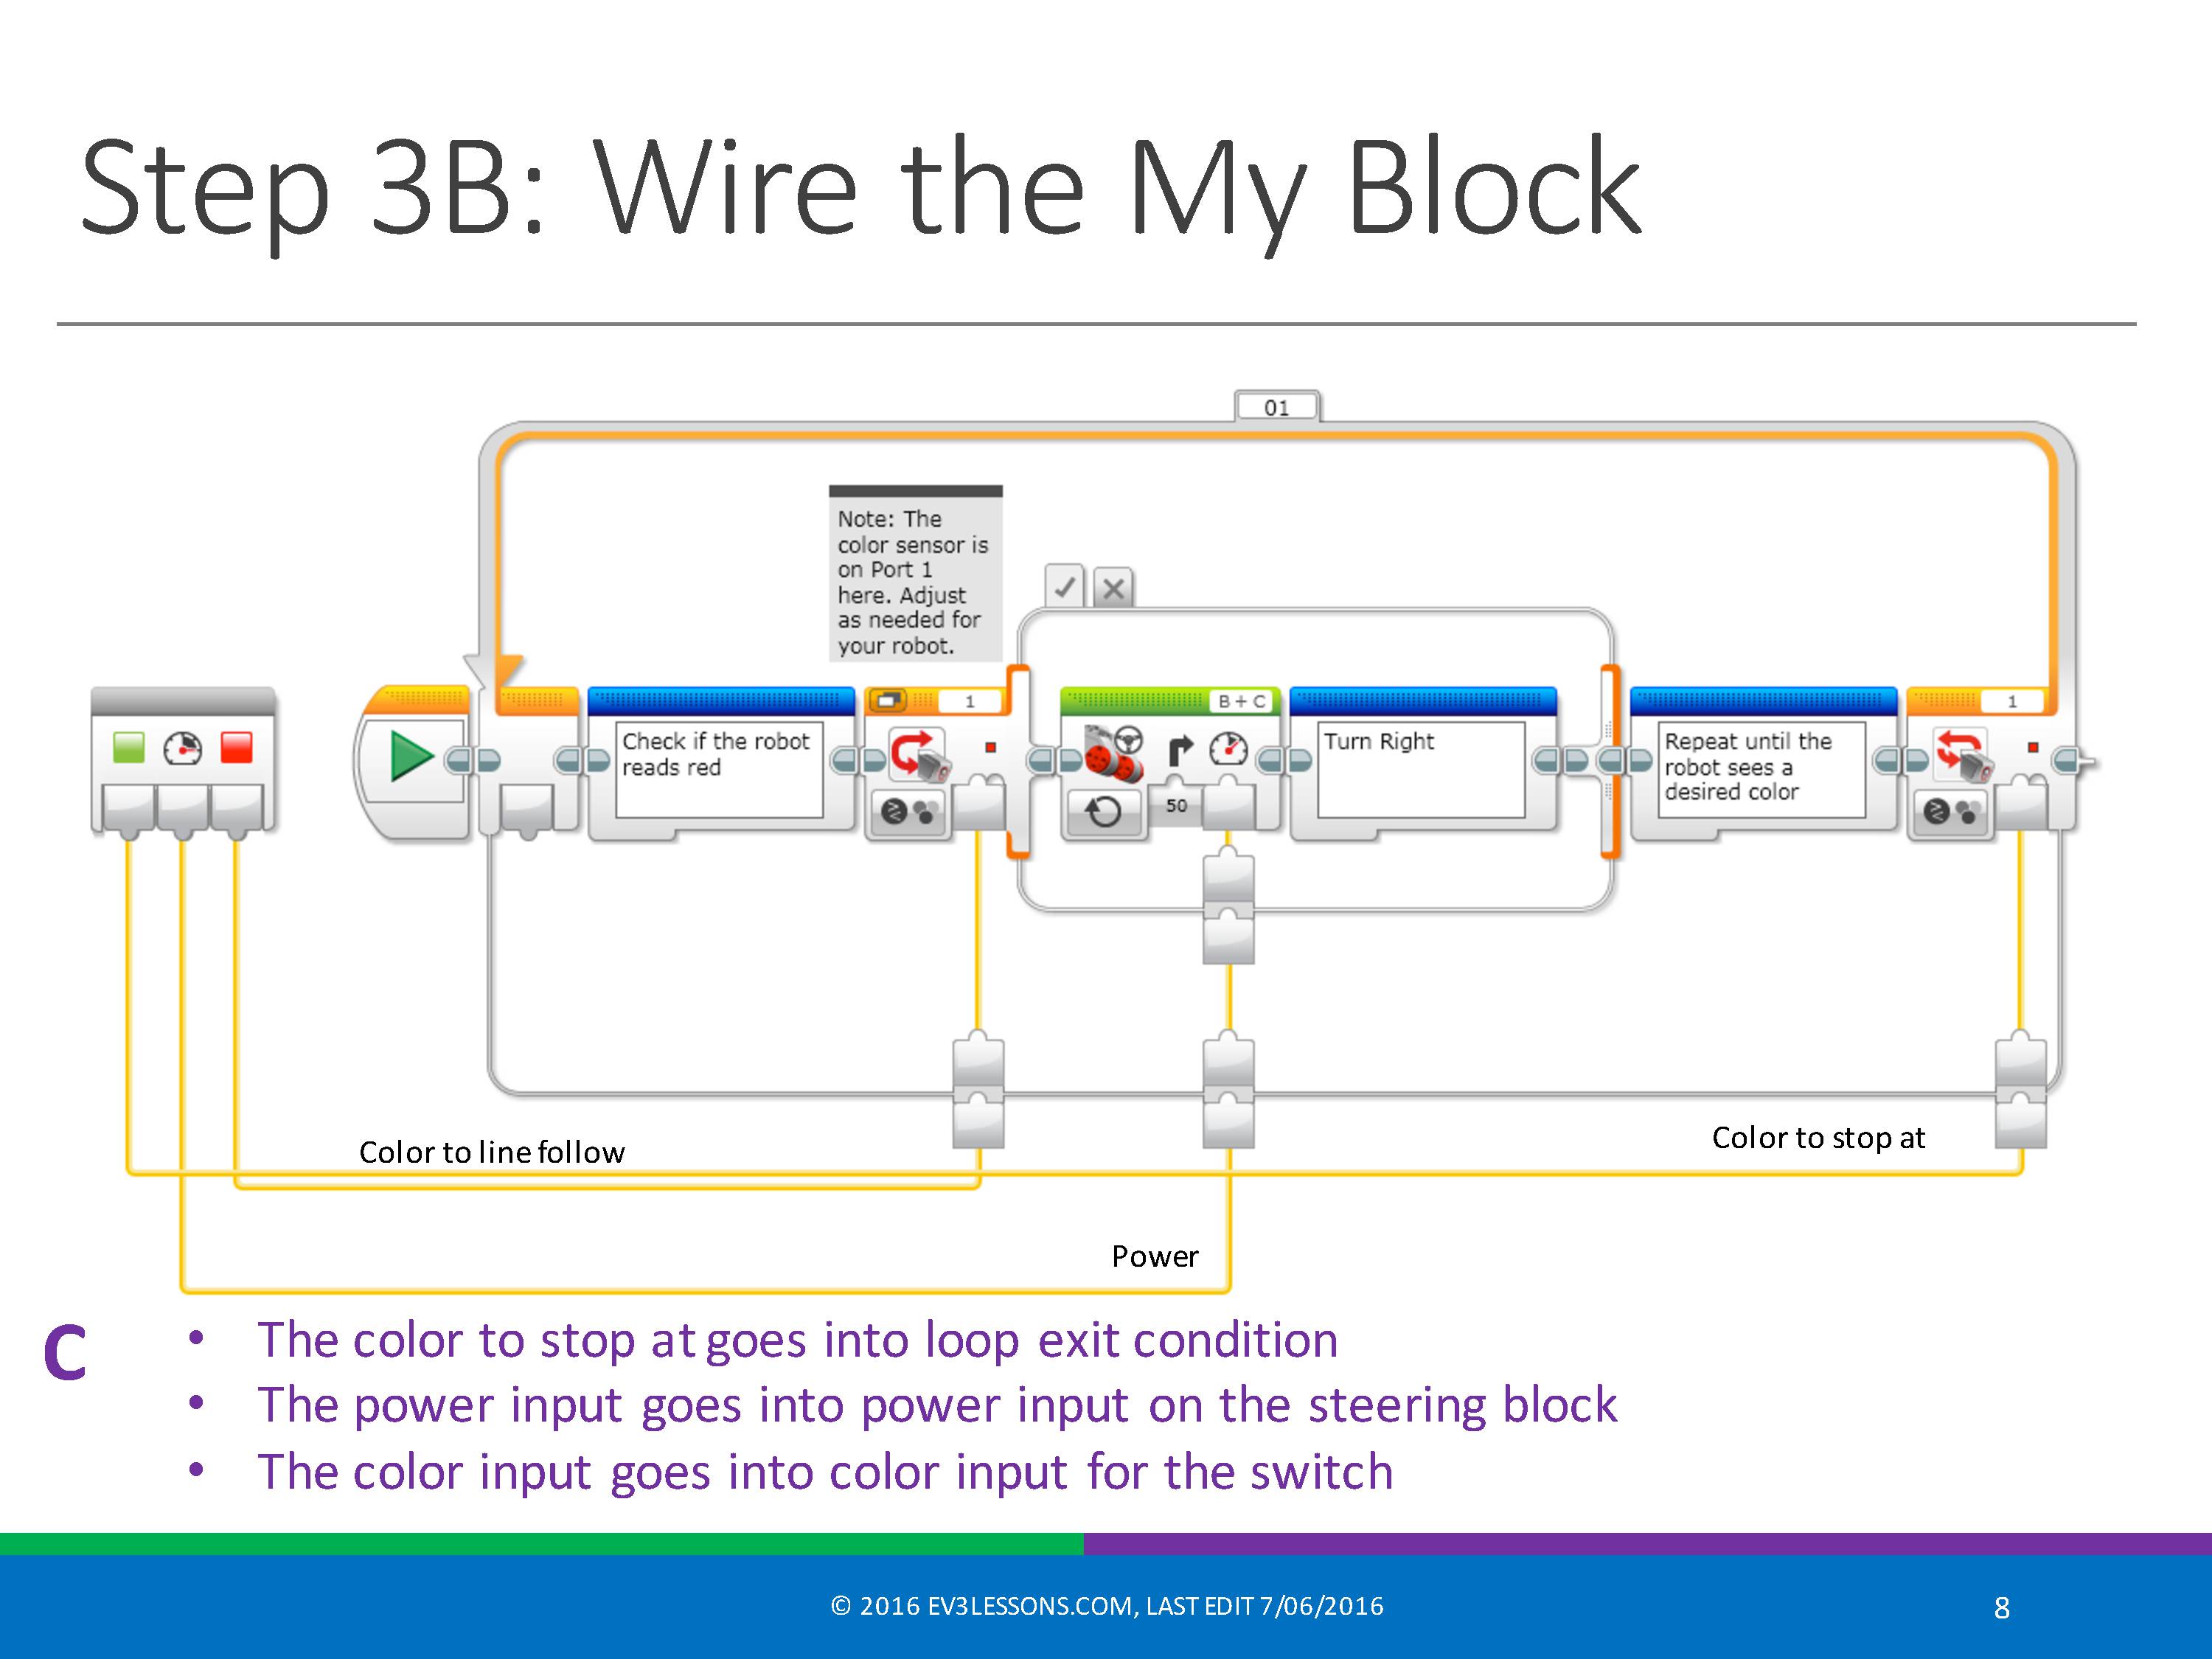 Step 3B: Wire the My Block
01
Note: The
color sensor is
on Port 1
here. Adjust
as needed for
your robot.
Check if the robot
reads red
1
B + C
50
Turn Right
Repeat until the
robot sees a
desired color
1
Color to line follow
Color to stop at
Power
C
• The color to stop at goes into loop exit condition
• The power input goes into power input on the steering block
• The color input goes into color input for the switch
© 2016 EV3LESSONS.COM, LAST EDIT 7/06/2016
8